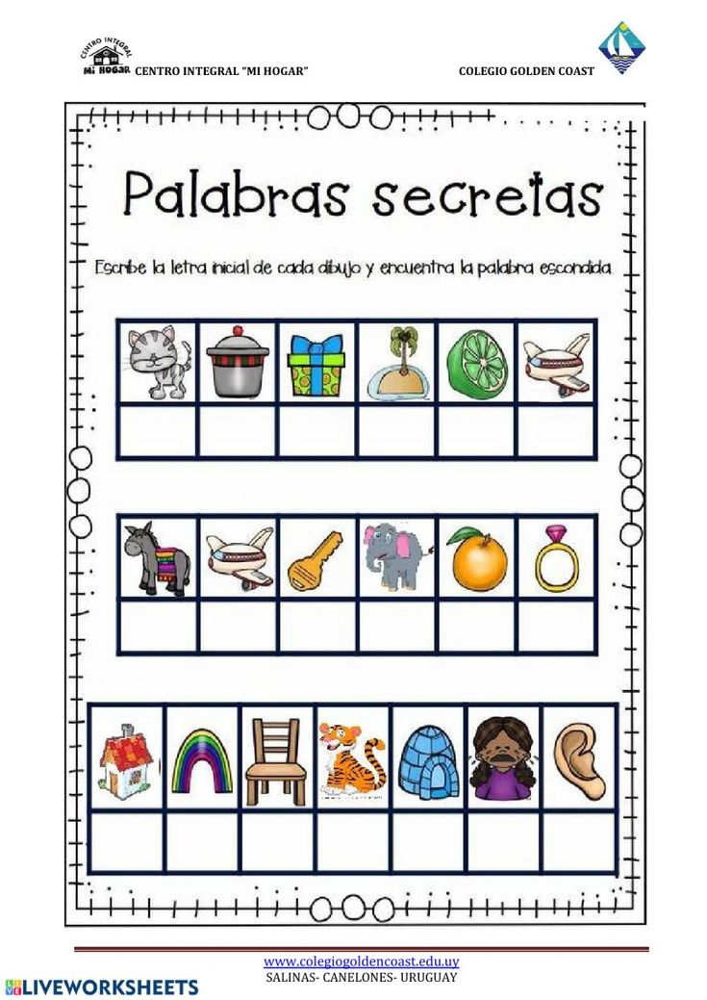 CENTRO INTEGRAL
Mi HOGAR CENTRO INTEGRAL "MI HOGAR" COLEGIO GOLDEN COAST
Palabras secretas
Escribe la letra inicial de cada dibujo y encuentra la palabra escondida.
www.colegiogoldencoast.edu.uy
SALINAS- CANELONES- URUGUAY
LIVE LIVEWORKSHEETS